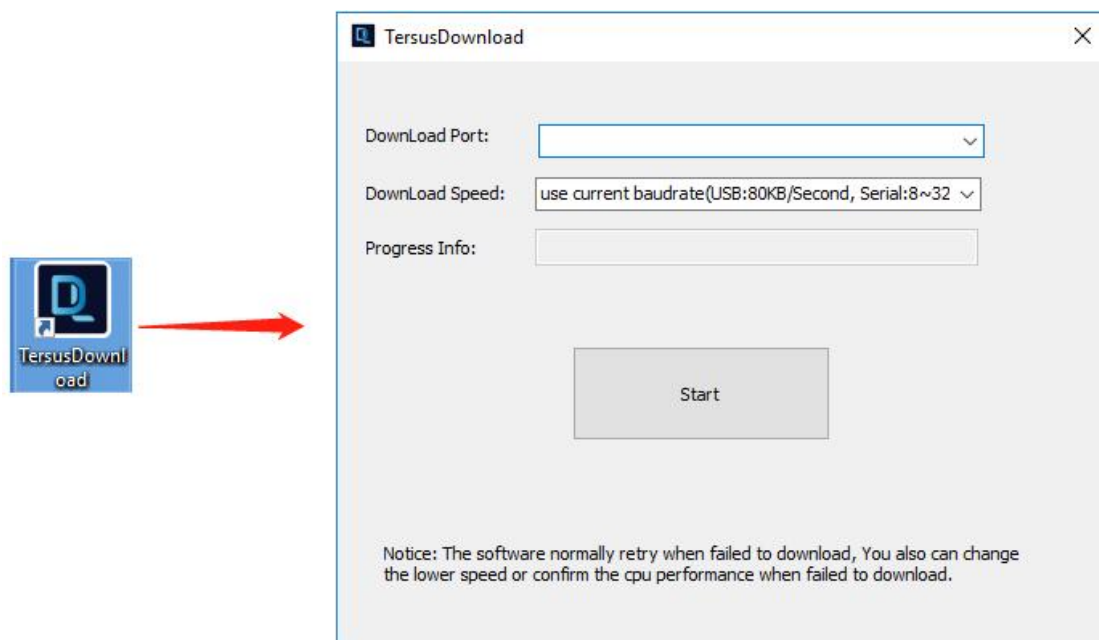 TersusDownload
DownLoad Port:
DownLoad Speed:
use current baudrate(USB:80KB/Second, Serial:8~32
Progress Info:
TersusDownl
oad
Start
Notice: The software normally retry when failed to download, You also can change
the lower speed or confirm the cpu performance when failed to download.